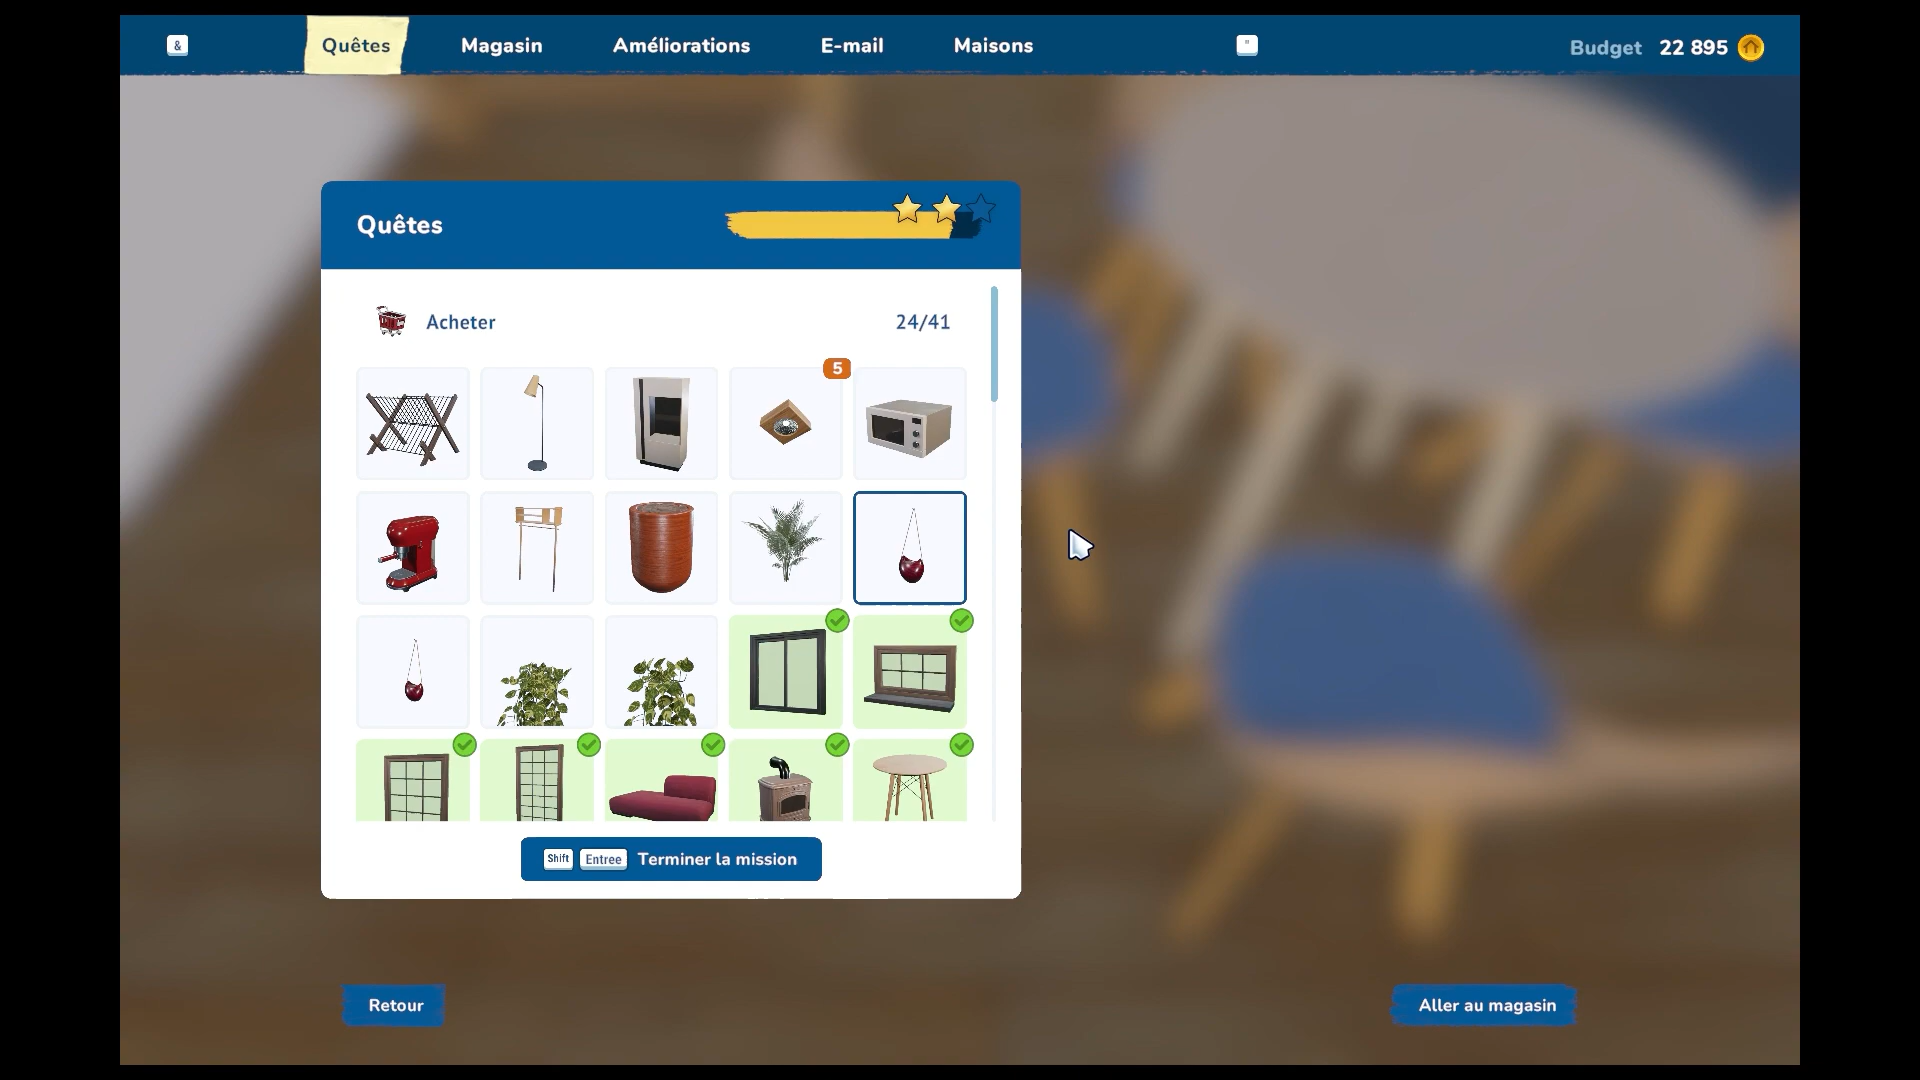 &
Quêtes
Magasin
Améliorations
E-mail
Maisons
"
Budget 22 895
Quêtes
Acheter
24/41
5
Shift Entree Terminer la mission
Retour
Aller au magasin